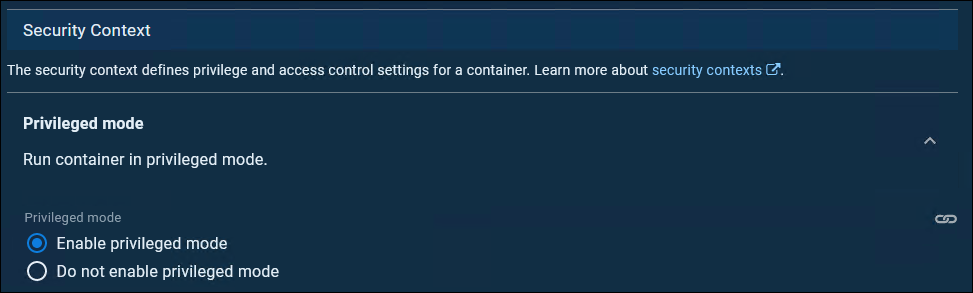 Security Context
The security context defines privilege and access control settings for a container. Learn more about security contexts.
Privileged mode
Run container in privileged mode.
Privileged mode
Enable privileged mode
Do not enable privileged mode